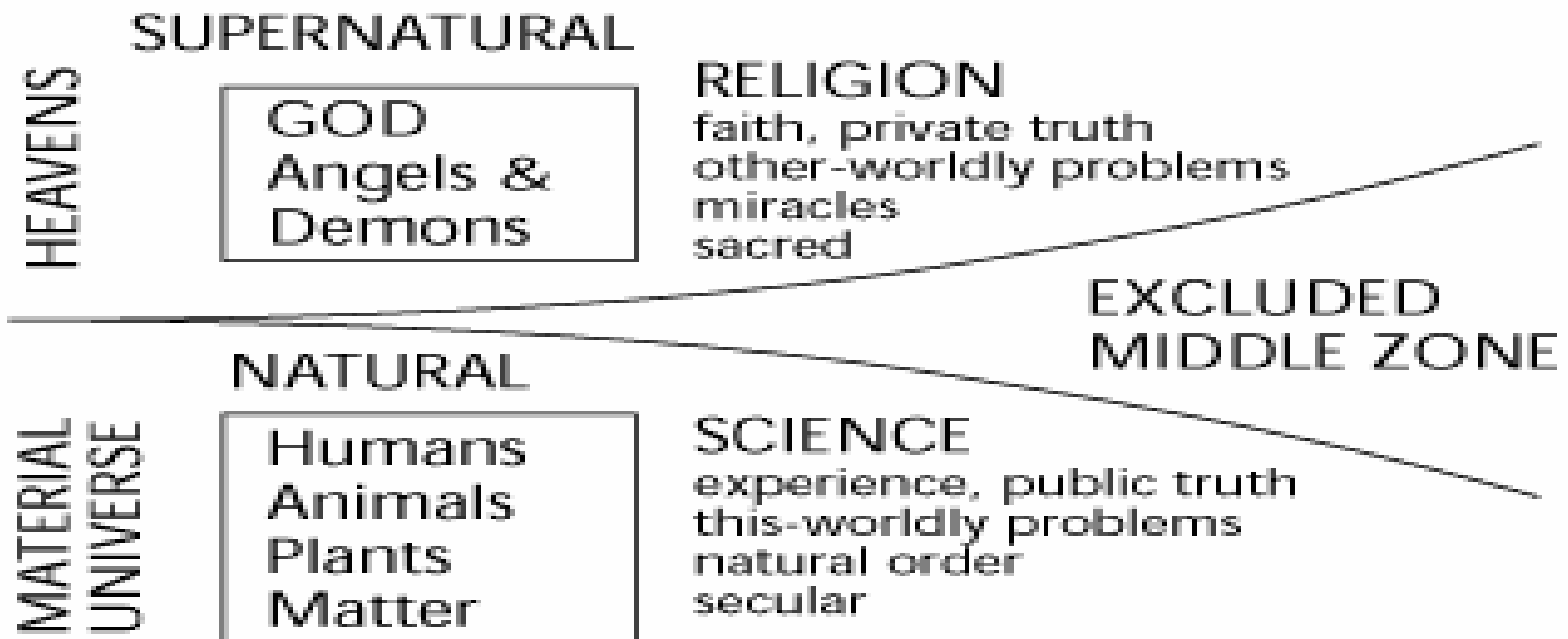 SUPERNATURAL
HEAVENS
GOD
Angels &
Demons
RELIGION
faith, private truth
other-worldly problems
miracles
sacred
EXCLUDED
MIDDLE ZONE
NATURAL
MATERIAL
UNIVERSE
Humans
Animals
Plants
Matter
SCIENCE
experience, public truth
this-worldly problems
natural order
secular